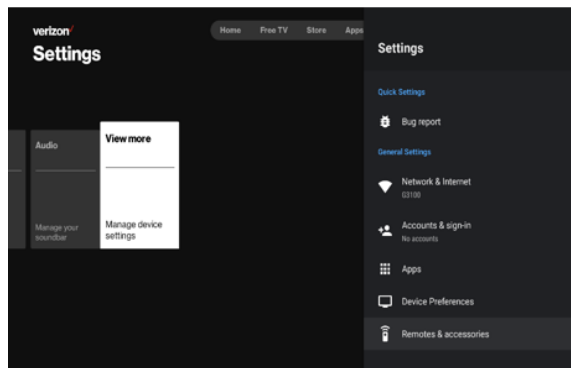 verizon
Settings
Home Free TV Store Apps
Audio
Manage your
soundbar
View more
Manage device
settings
Settings
Quick Settings
Bug report
General Settings
Network & Internet
G3100
Accounts & sign-in
No accounts
Apps
Device Preferences
Remotes & accessories